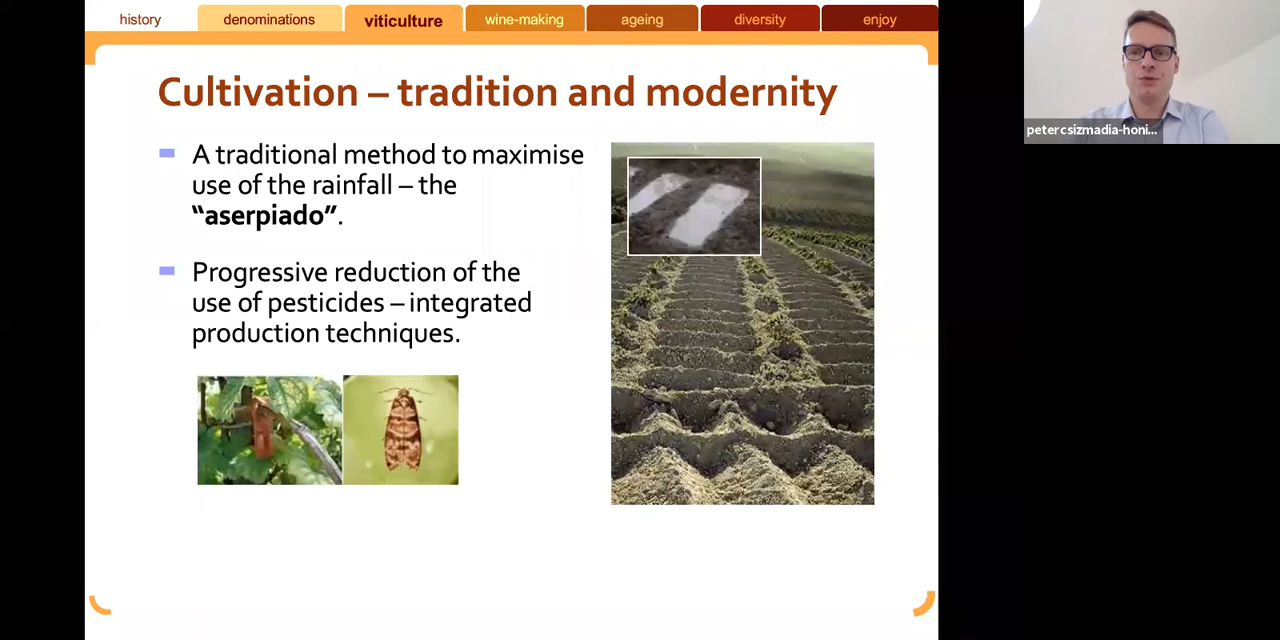 history denominations viticulture wine-making ageing diversity enjoy
Cultivation – tradition and modernity
A traditional method to maximise
use of the rainfall – the
“aserpiado”.
Progressive reduction of the
use of pesticides – integrated
production techniques.
petercsizmadia-honi...